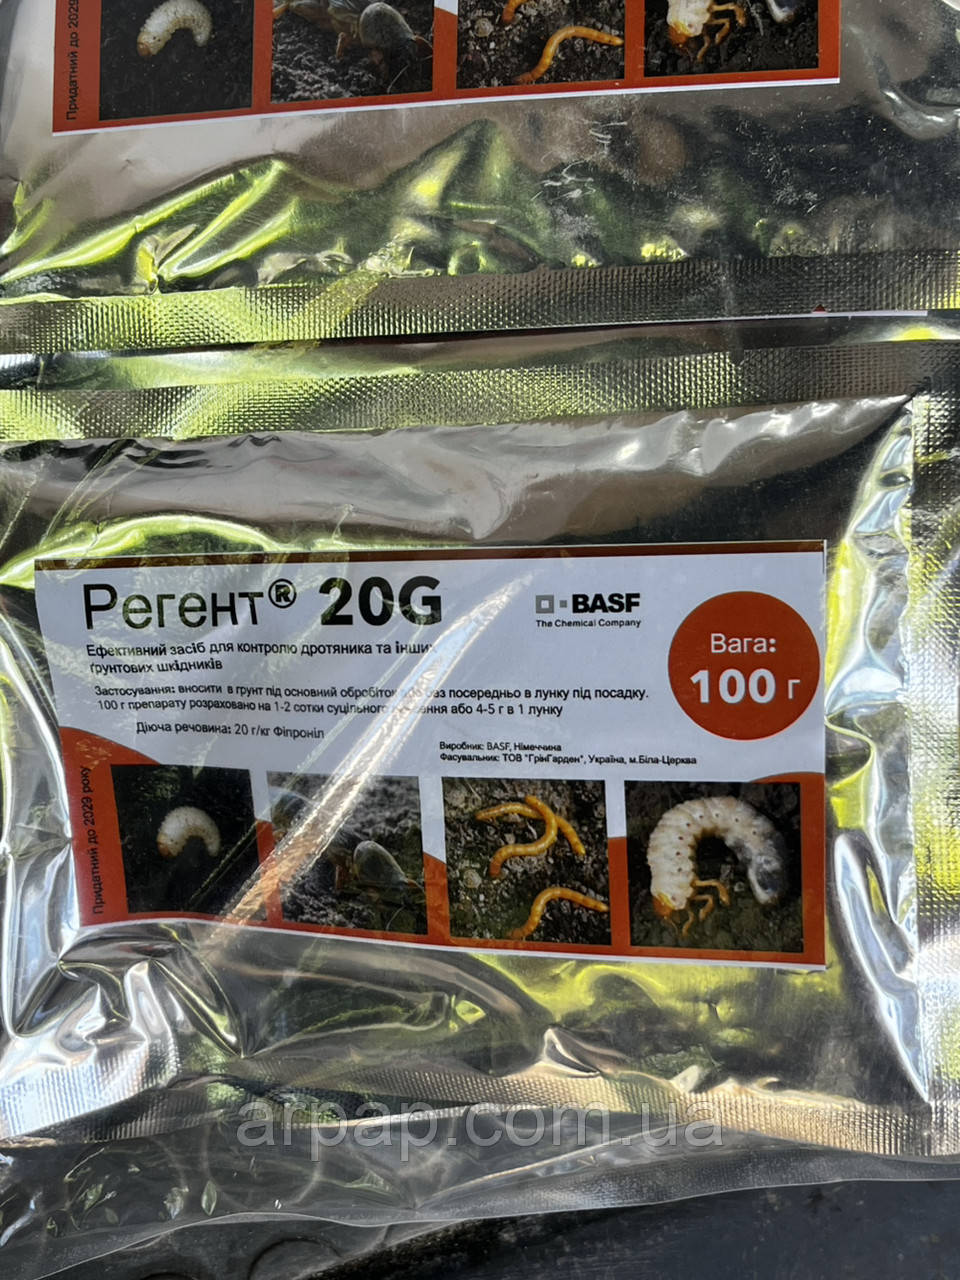 Придатний до 2029
Регент® 20G
BASF
The Chemical Company
Вага:
100 г
Ефективний засіб для контролю дротяника та інших
ґрунтових шкідників
Застосування: вносити в грунт під основний обробіток без посередньо в лунку під посадку.
100 г препарату розраховано на 1-2 сотки суцільного або 4-5 г в 1 лунку
Діюча речовина: 20 г/кг Фіпроніл
Виробник: BASF, Німеччина
Фасувальник: ТОВ "ГрінГарден", Україна, м.Біла-Церква
Придатний до 2029 року
arpap.com.ua